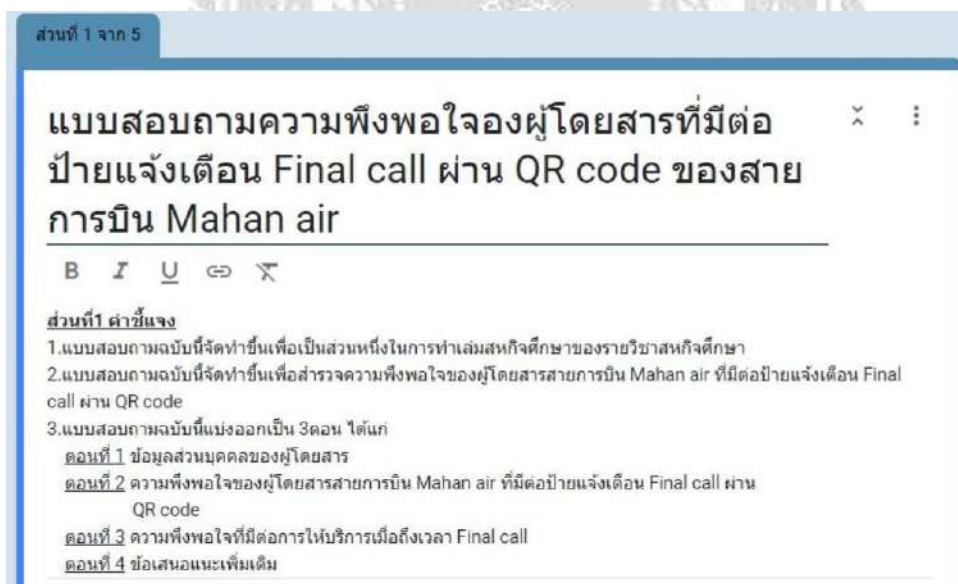 ส่วนที่ 1 จาก 5
แบบสอบถามความพึงพอใจองผู้โดยสารที่มีต่อ
ป้ายแจ้งเตือน Final call ผ่าน QR code ของสาย
การบิน Mahan air
B I U
ส่วนที่1 คำชี้แจง
1.แบบสอบถามฉบับนี้จัดทำขึ้นเพื่อเป็นส่วนหนึ่งในการทำเล่มสหกิจศึกษาของรายวิชาสหกิจศึกษา
2.แบบสอบถามฉบับนี้จัดทำขึ้นเพื่อสำรวจความพึงพอใจของผู้โดยสารสายการบิน Mahan air ที่มีต่อป้ายแจ้งเตือน Final
call ผ่าน QR code
3.แบบสอบถามฉบับนี้แบ่งออกเป็น 3ตอน ได้แก่
ตอนที่ 1 ข้อมูลส่วนบุคคลของผู้โดยสาร
ตอนที่ 2 ความพึงพอใจของผู้โดยสารสายการบิน Mahan air ที่มีต่อป้ายแจ้งเตือน Final call ผ่าน
QR code
ตอนที่ 3 ความพึงพอใจที่มีต่อการให้บริการเมื่อถึงเวลา Final call
ตอนที่ 4 ข้อเสนอแนะเพิ่มเติม